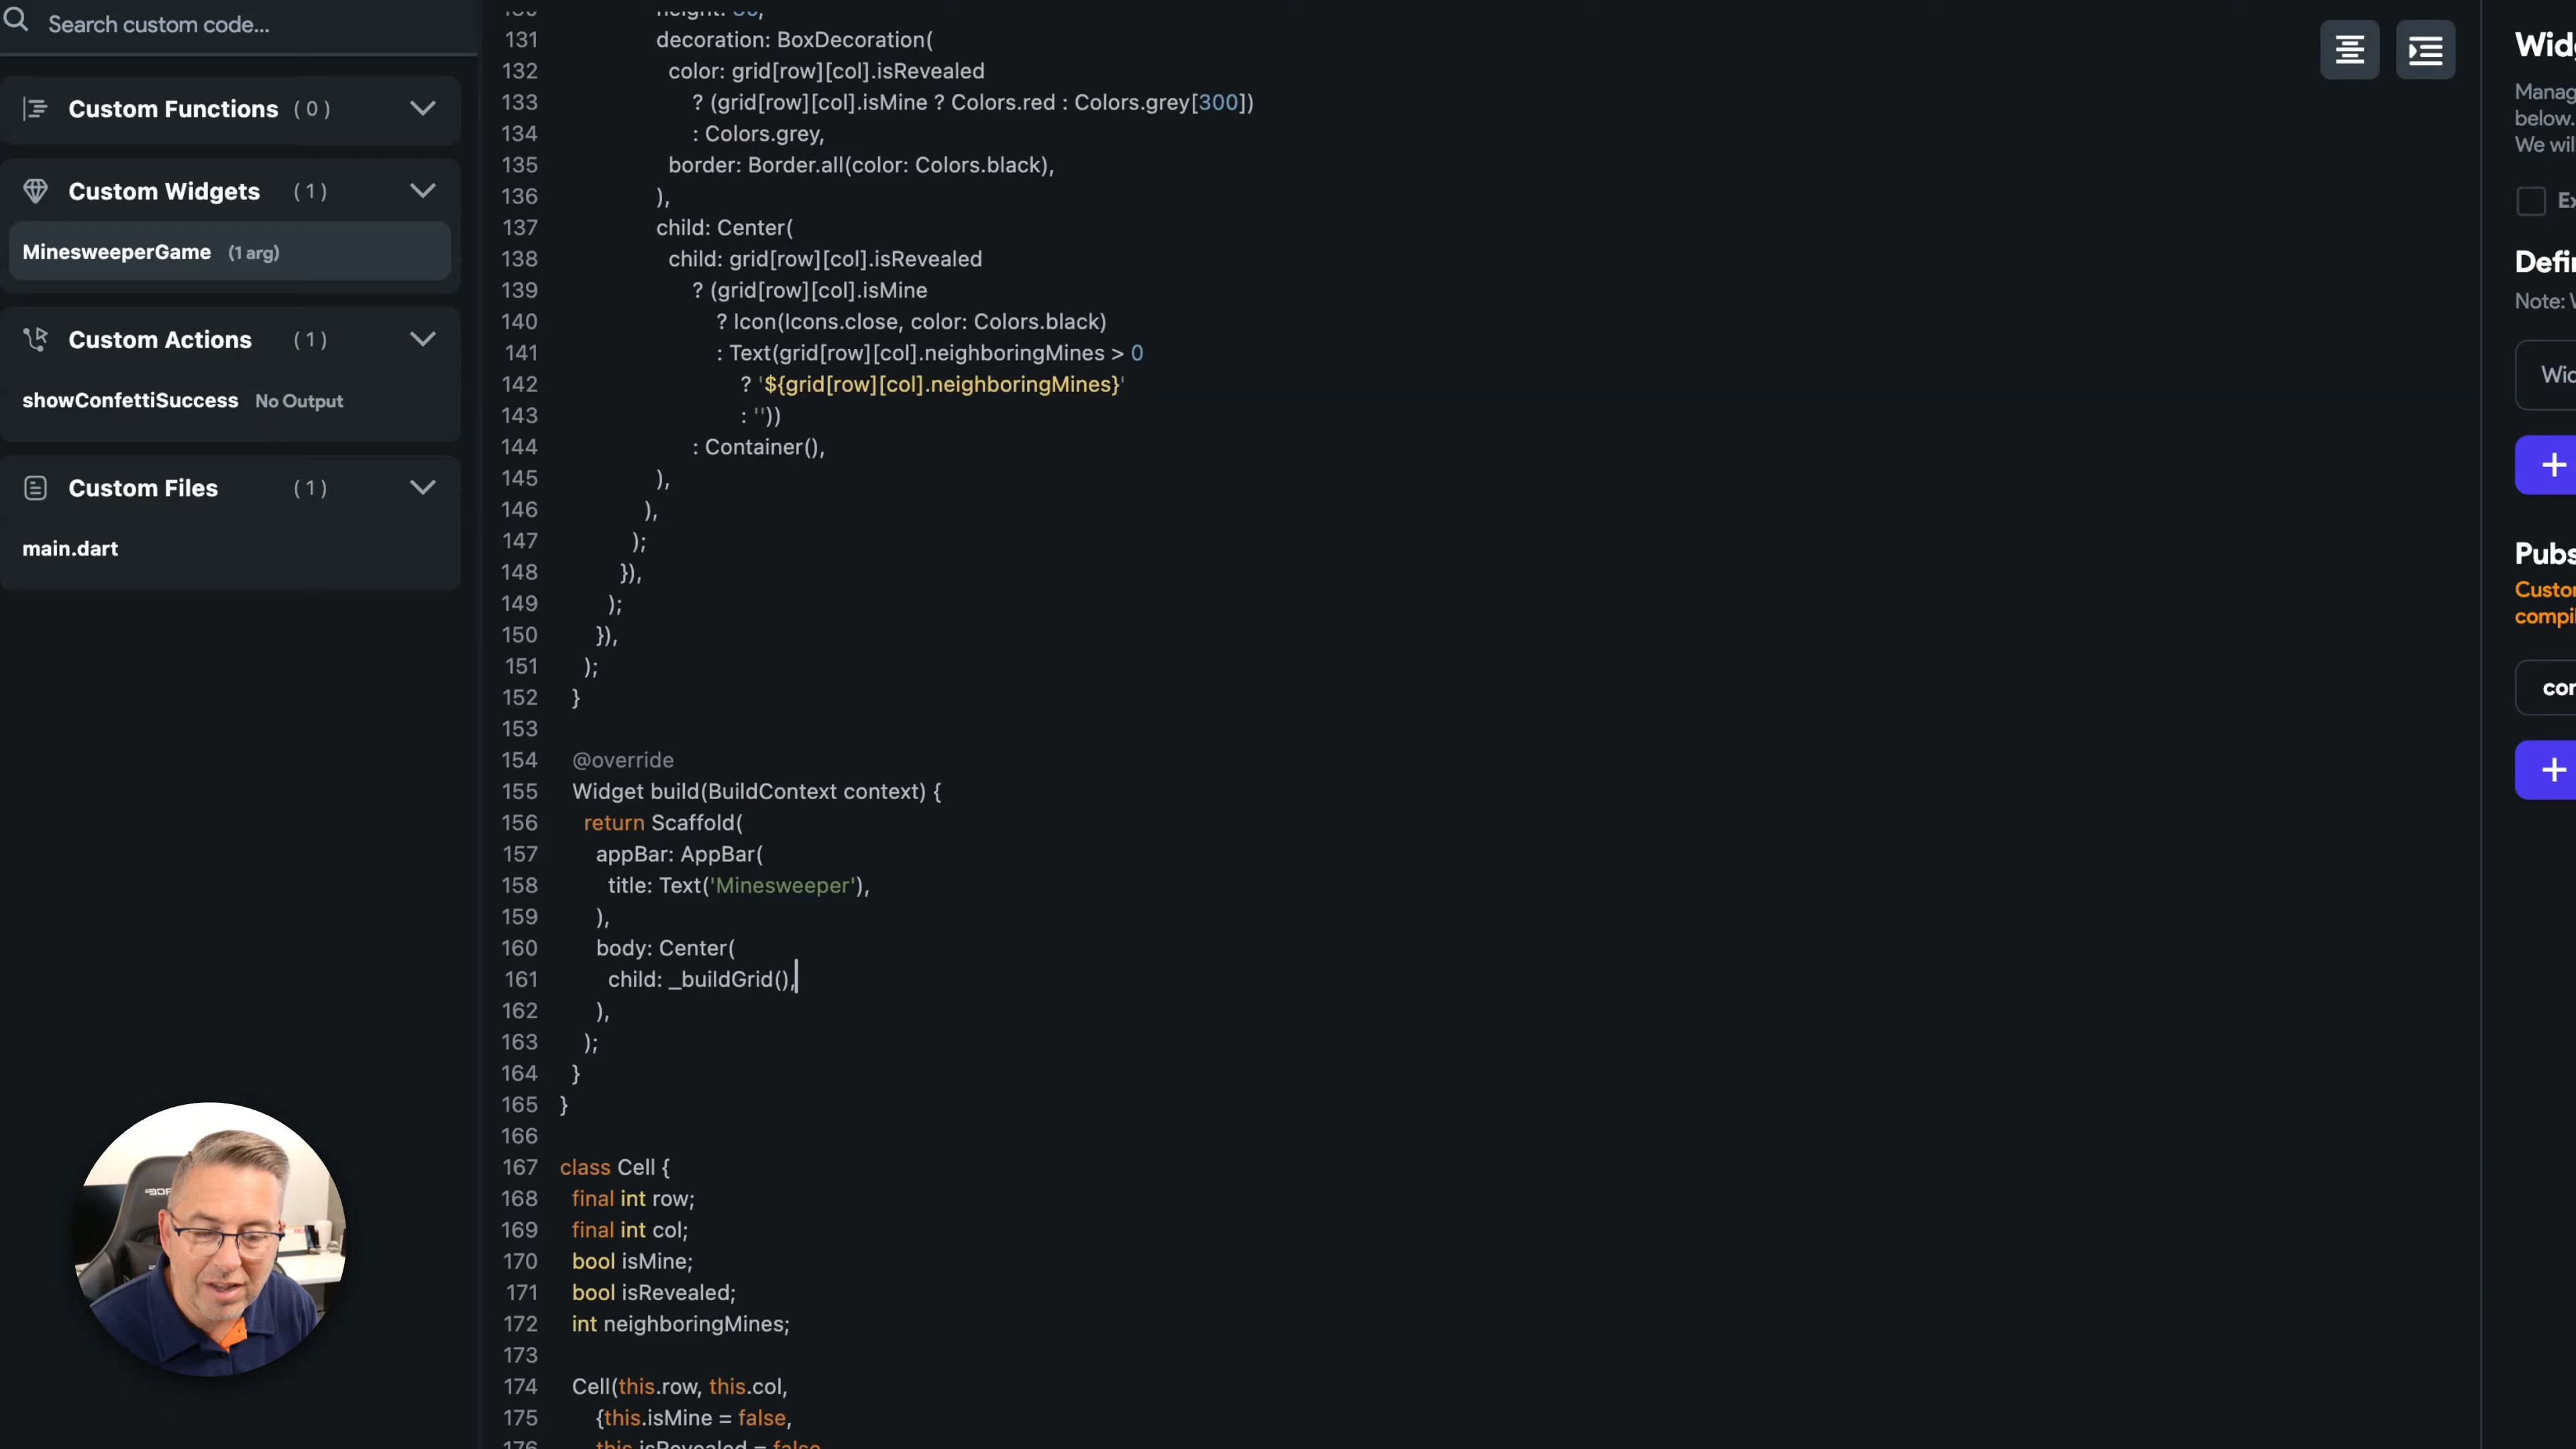 Search custom code...
Custom Functions ( 0 )
Custom Widgets ( 1 )
MinesweeperGame (1 arg)
Custom Actions ( 1 )
showConfettiSuccess No Output
Custom Files ( 1 )
main.dart
131 decoration: BoxDecoration(
132 color: grid[row][col].isRevealed
133 ? (grid[row][col].isMine ? Colors.red : Colors.grey[300])
134 : Colors.grey,
135 border: Border.all(color: Colors.black),
136 ),
137 child: Center(
138 child: grid[row][col].isRevealed
139 ? (grid[row][col].isMine
140 ? Icon(Icons.close, color: Colors.black)
141 : Text(grid[row][col].neighboringMines > 0
142 ? '${grid[row][col].neighboringMines}'
143 : ''))
144 : Container(),
145 ),
146 ),
147 );
148 }),
149 );
150 }),
151 );
152 }
153
154 @override
155 Widget build(BuildContext context) {
156 return Scaffold(
157 appBar: AppBar(
158 title: Text('Minesweeper'),
159 ),
160 body: Center(
161 child: _buildGrid(),
162 ),
163 );
164 }
165 }
166
167 class Cell {
168 final int row;
169 final int col;
170 bool isMine;
171 bool isRevealed;
172 int neighboringMines;
173
174 Cell(this.row, this.col,
175 {this.isMine = false,
176 this.isRevealed = false
below.
We wil
Note: